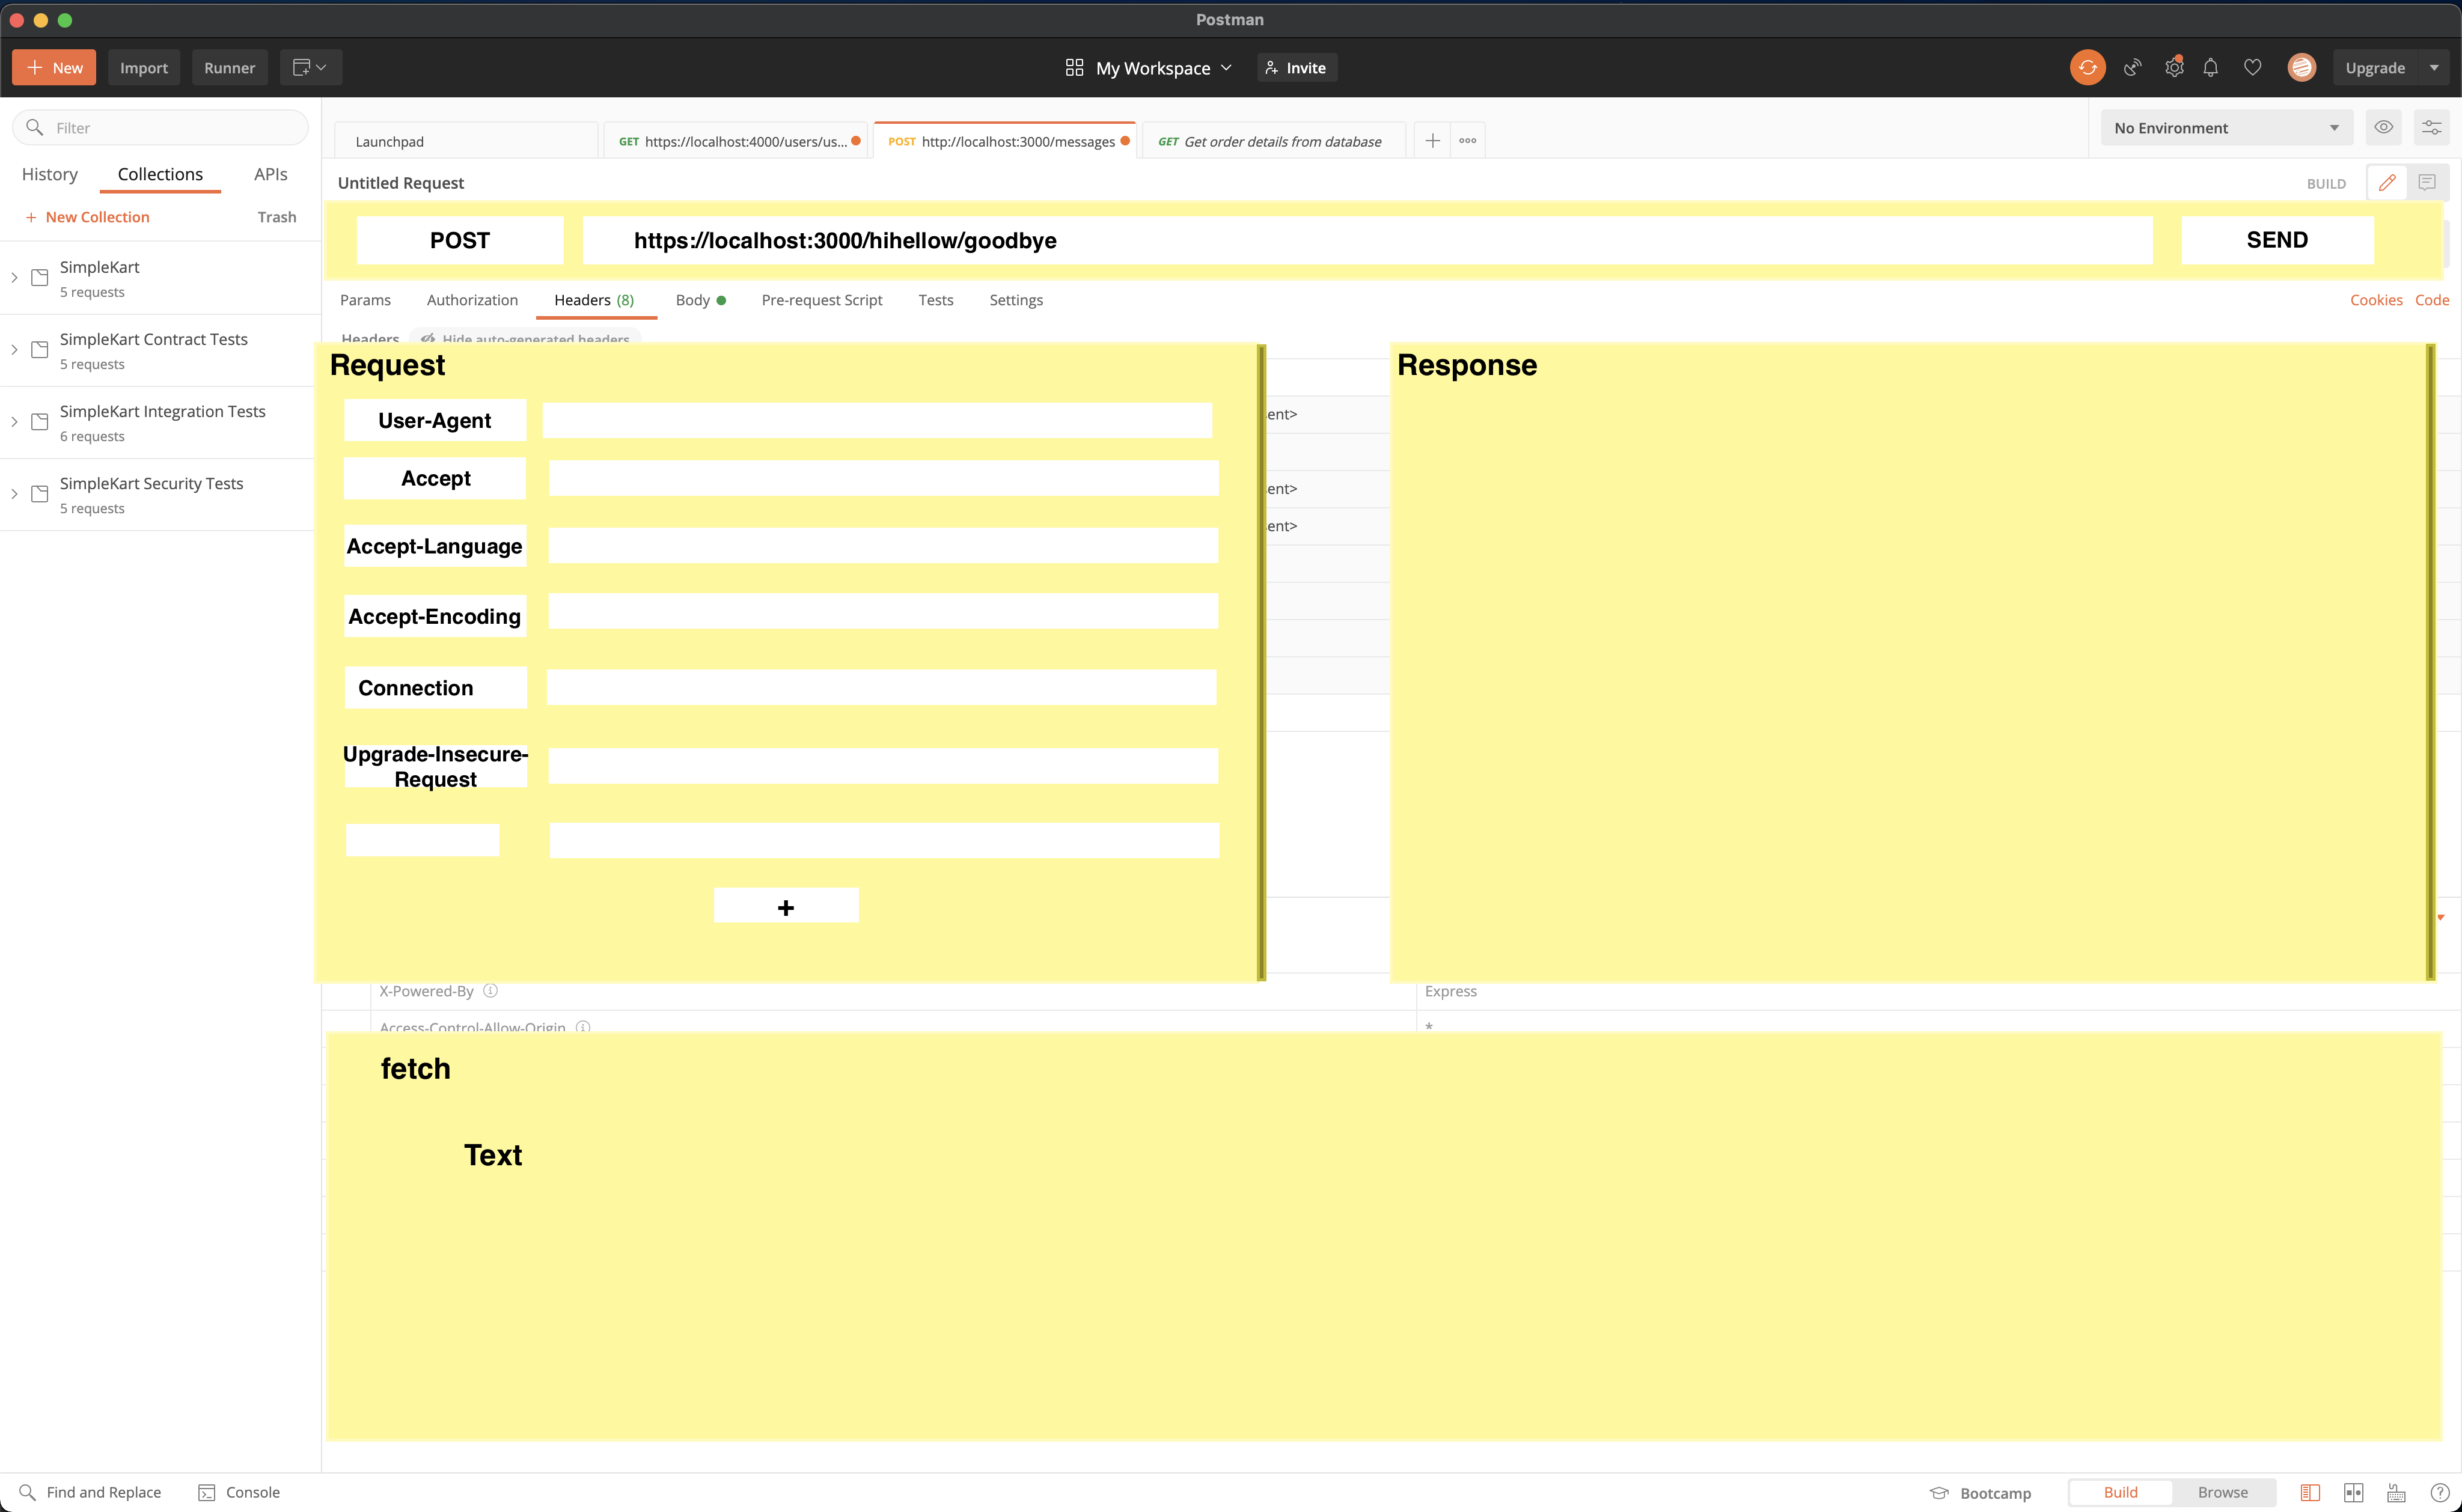 Postman
New
Import
Runner
My Workspace
Invite
Upgrade
Filter
Launchpad
GET https://localhost:4000/users/us...
POST http://localhost:3000/messages
GET Get order details from database
No Environment
History
Collections
APIs
Untitled Request
BUILD
+ New Collection
Trash
POST
https://localhost:3000/hihellow/goodbye
SEND
SimpleKart
5 requests
Params
Authorization
Headers (8)
Body
Pre-request Script
Tests
Settings
Cookies
Code
Headers
Hide auto-generated headers
SimpleKart Contract Tests
5 requests
SimpleKart Integration Tests
6 requests
SimpleKart Security Tests
5 requests
Request
Response
User-Agent
ent>
Accept
ent>
Accept-Language
ent>
Accept-Encoding
Connection
Upgrade-Insecure-
Request
+
X-Powered-By
Express
Access-Control-Allow-Origin
*
fetch
Text
Find and Replace
Console
Bootcamp
Build
Browse